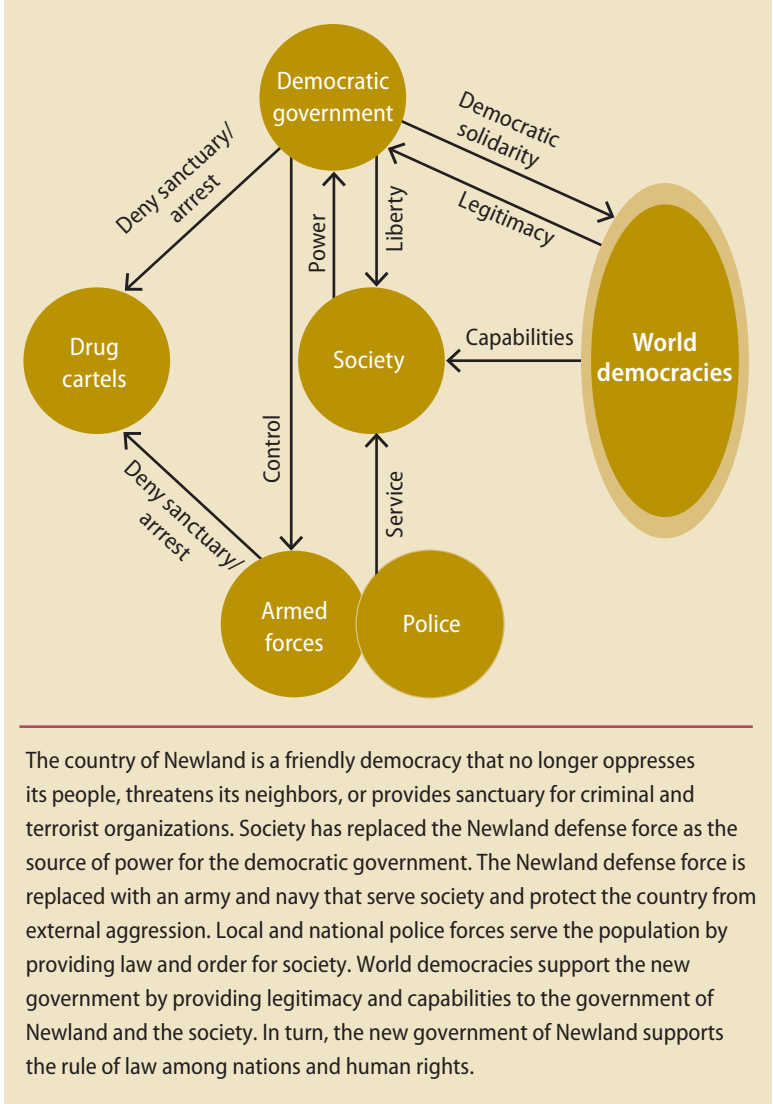 Democratic
government
Democratic
solidarity
Legitimacy
Deny sanctuary/
arrrest
Power
Liberty
Drug
cartels
Society
Capabilities
World
democracies
Control
Service
Deny sanctuary/
arrrest
Armed
forces
Police
The country of Newland is a friendly democracy that no longer oppresses
its people, threatens its neighbors, or provides sanctuary for criminal and
terrorist organizations. Society has replaced the Newland defense force as the
source of power for the democratic government. The Newland defense force is
replaced with an army and navy that serve society and protect the country from
external aggression. Local and national police forces serve the population by
providing law and order for society. World democracies support the new
government by providing legitimacy and capabilities to the government of
Newland and the society. In turn, the new government of Newland supports
the rule of law among nations and human rights.